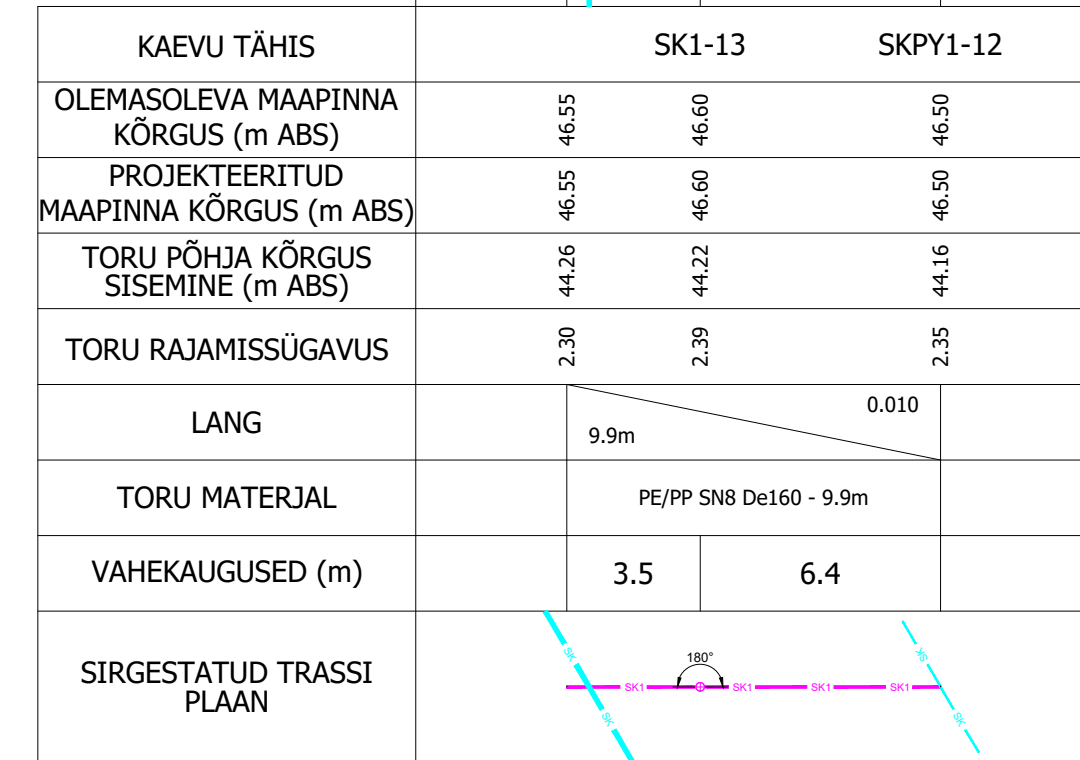 KAEVU TÄHIS
SK1-13
SKPY1-12
OLEMASOLEVA MAAPINNA
KÕRGUS (m ABS)
46.55
46.60
46.50
PROJEKTEERITUD
MAAPINNA KÕRGUS (m ABS)
46.55
46.60
46.50
TORU PÕHJA KÕRGUS
SISEMINE (m ABS)
44.26
44.22
44.16
TORU RAJAMISSÜGAVUS
2.30
2.39
2.35
LANG
9.9m
0.010
TORU MATERJAL
PE/PP SN8 De160 - 9.9m
VAHEKAUGUSED (m)
3.5
6.4
SIRGESTATUD TRASSI
PLAAN
SK
SK
SK1
180°
SK1
SK1
SK1
SK
SK